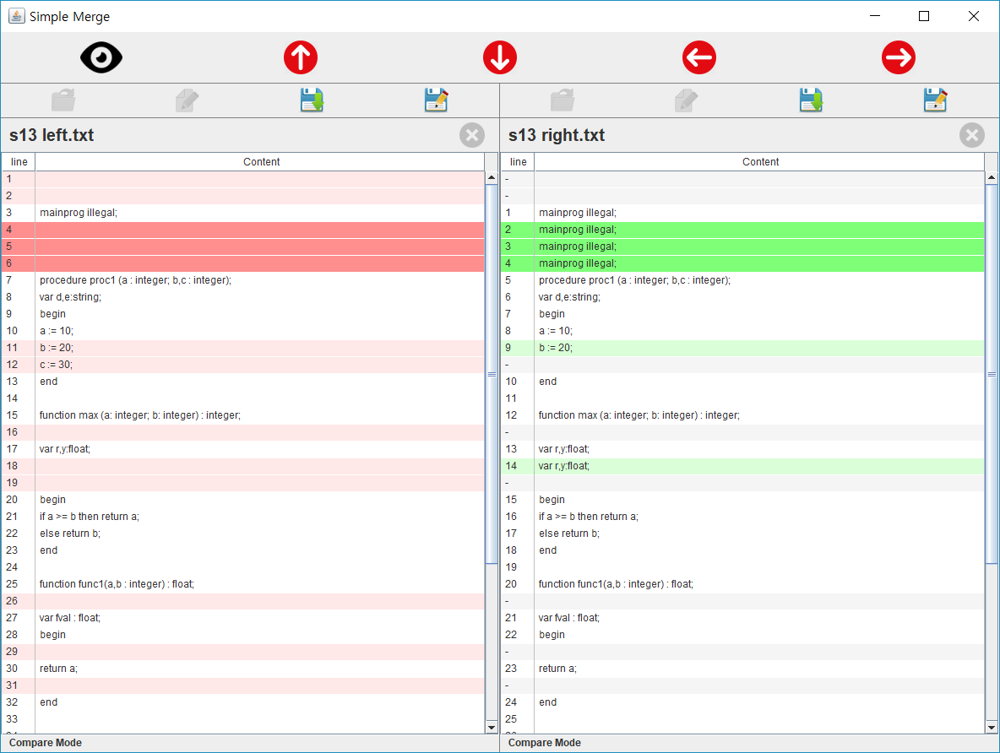 Simple Merge
s13 left.txt
s13 right.txt
line Content
line Content
1
2
3 mainprog illegal;
4
5
6
7 procedure proc1 (a : integer; b,c : integer);
8 var d,e:string;
9 begin
10 a := 10;
11 b := 20;
12 c := 30;
13 end
14
15 function max (a: integer; b: integer) : integer;
16
17 var r,y:float;
18
19
20 begin
21 if a >= b then return a;
22 else return b;
23 end
24
25 function func1(a,b : integer) : float;
26
27 var fval : float;
28 begin
29
30 return a;
31
32 end
33
-
-
1 mainprog illegal;
2 mainprog illegal;
3 mainprog illegal;
4 mainprog illegal;
5 procedure proc1 (a : integer; b,c : integer);
6 var d,e:string;
7 begin
8 a := 10;
9 b := 20;
-
10 end
11
12 function max (a: integer; b: integer) : integer;
-
13 var r,y:float;
14 var r,y:float;
-
15 begin
16 if a >= b then return a;
17 else return b;
18 end
19
20 function func1(a,b : integer) : float;
-
21 var fval : float;
22 begin
-
23 return a;
-
24 end
25
Compare Mode
Compare Mode